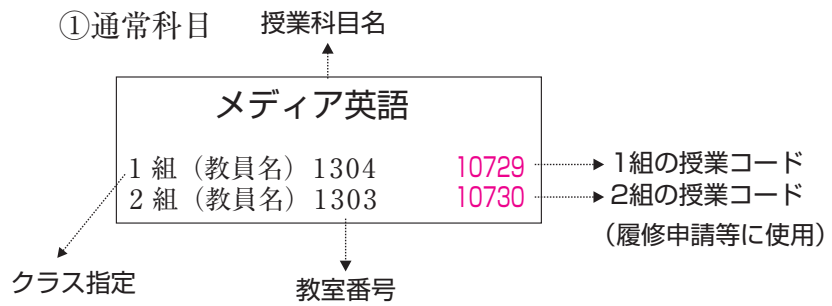 ①通常科目
授業科目名
メディア英語
1組（教員名）1304 10729 1組の授業コード
2組（教員名）1303 10730 2組の授業コード
（履修申請等に使用）
クラス指定
教室番号